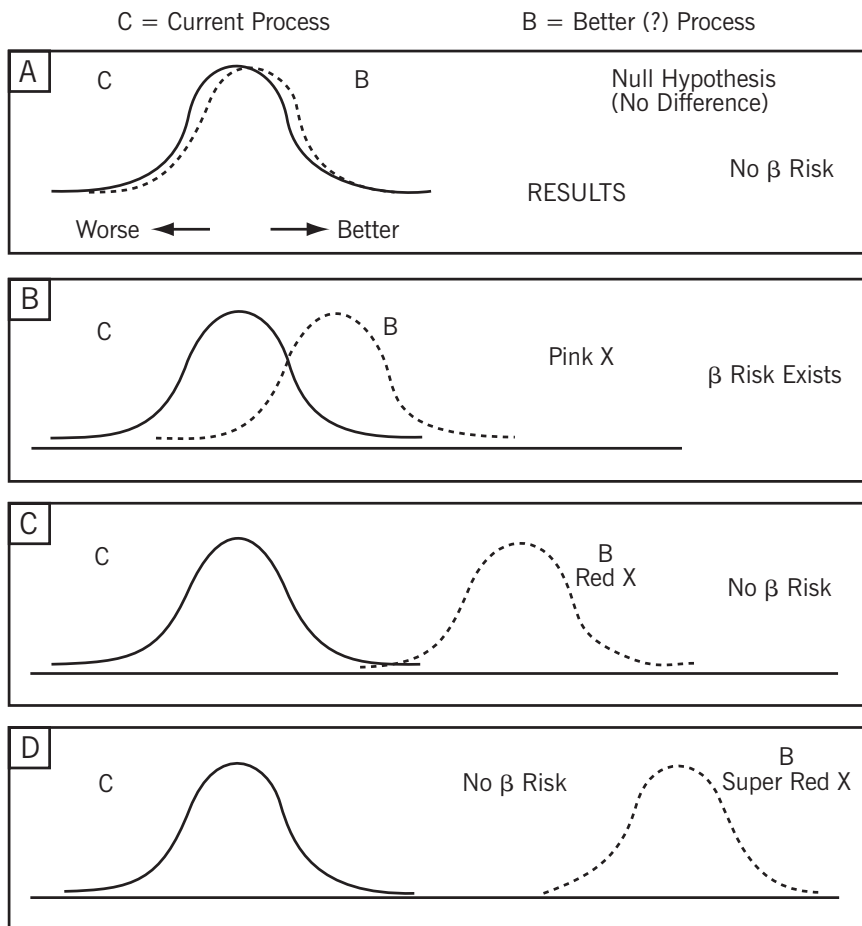 C = Current Process
B = Better (?) Process
A
C
B
Null Hypothesis
(No Difference)
No β Risk
RESULTS
Worse
Better
B
C
B
Pink X
β Risk Exists
C
C
B
Red X
No β Risk
D
C
No β Risk
B
Super Red X